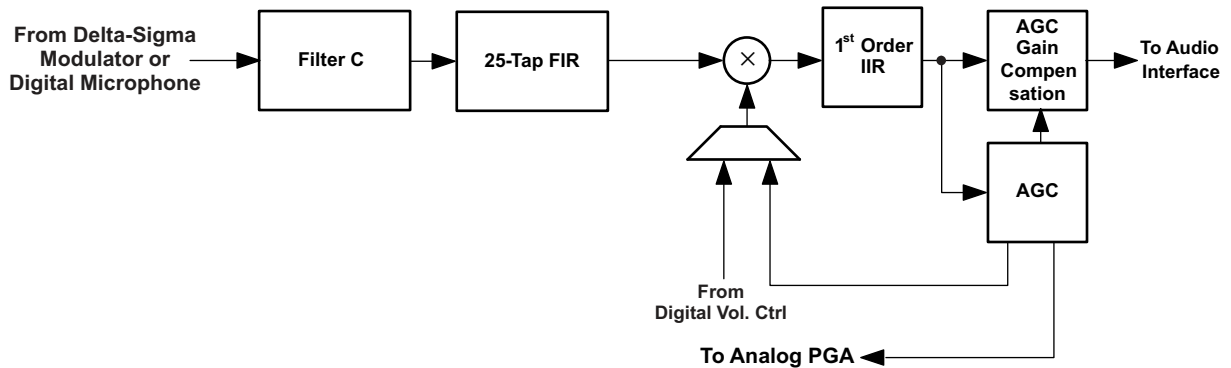 From Delta-Sigma
Modulator or
Digital Microphone
Filter C
25-Tap FIR
×
1st Order
IIR
AGC
Gain
Compen
sation
To Audio
Interface
AGC
From
Digital Vol. Ctrl
To Analog PGA